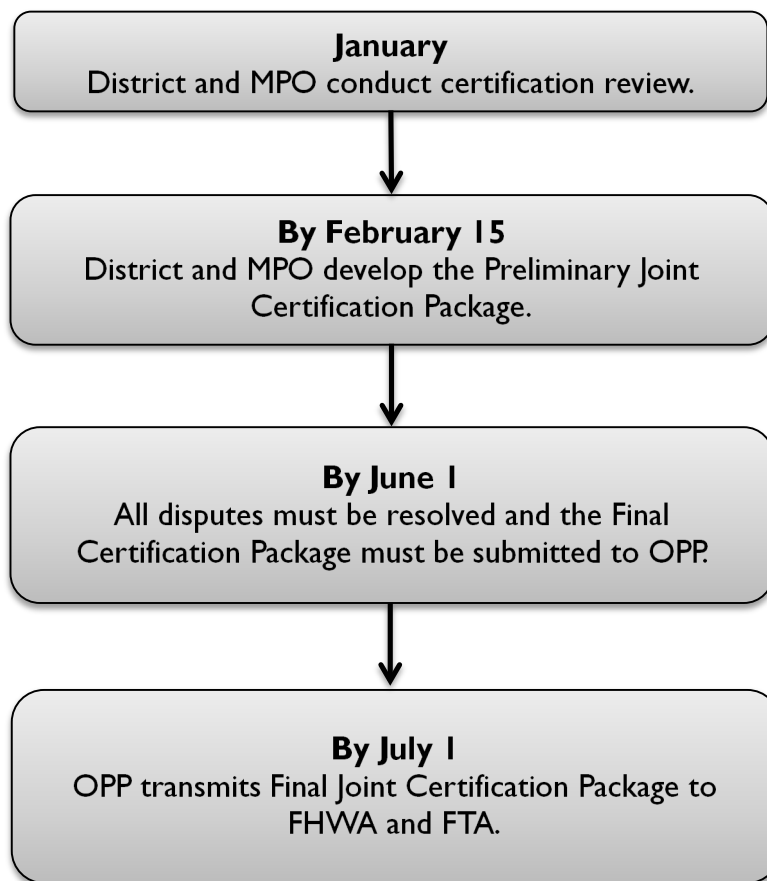 January
District and MPO conduct certification review.
By February 15
District and MPO develop the Preliminary Joint
Certification Package.
By June 1
All disputes must be resolved and the Final
Certification Package must be submitted to OPP.
By July 1
OPP transmits Final Joint Certification Package to
FHWA and FTA.